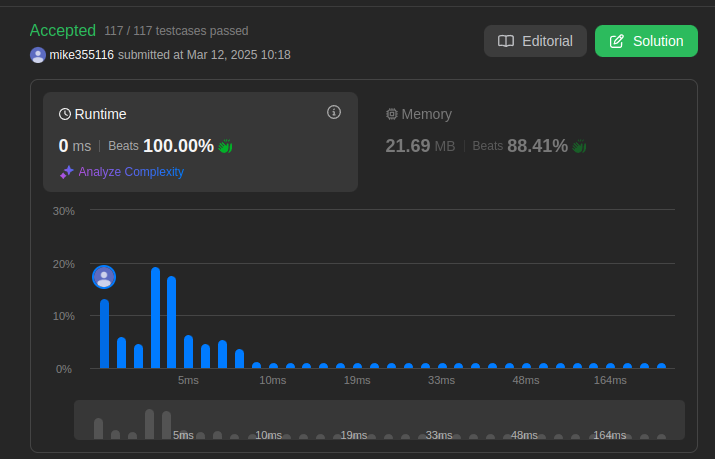 Accepted 117 / 117 testcases passed
mike355116 submitted at Mar 12, 2025 10:18
Editorial
Solution
Runtime
0 ms Beats 100.00%
Analyze Complexity
Memory
21.69 MB Beats 88.41%
30%
20%
10%
0%
5ms 10ms 19ms 33ms 48ms 164ms
5ms 10ms 19ms 33ms 48ms 164ms